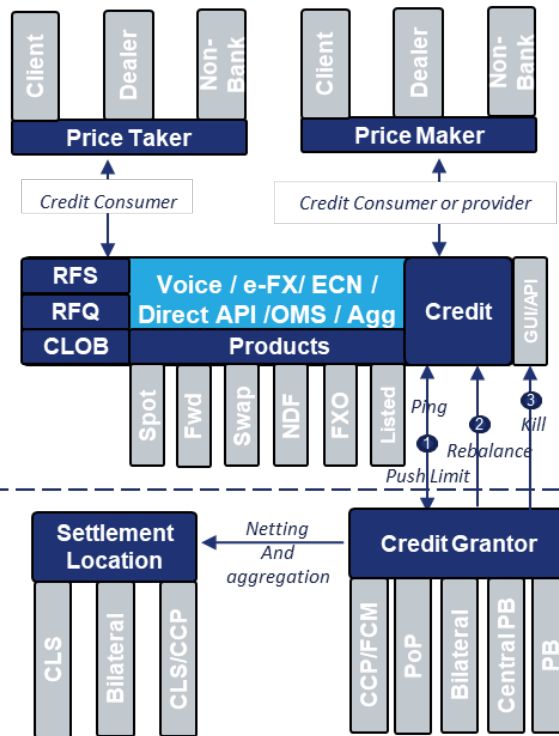 Client
Dealer
Non-
Bank
Price Taker
Client
Dealer
Non-
Bank
Price Maker
Credit Consumer
Credit Consumer or provider
RFS
RFQ
CLOB
Voice / e-FX/ ECN /
Direct API /OMS / Agg
Products
Credit
GUI/API
Spot
Fwd
Swap
NDF
FXO
Listed
Ping
1
Push Limit
2
Rebalance
3
Kill
Settlement
Location
Netting
And
aggregation
Credit Grantor
CLS
Bilateral
CLS/CCP
CCP/FCM
PoP
Bilateral
Central PB
PB